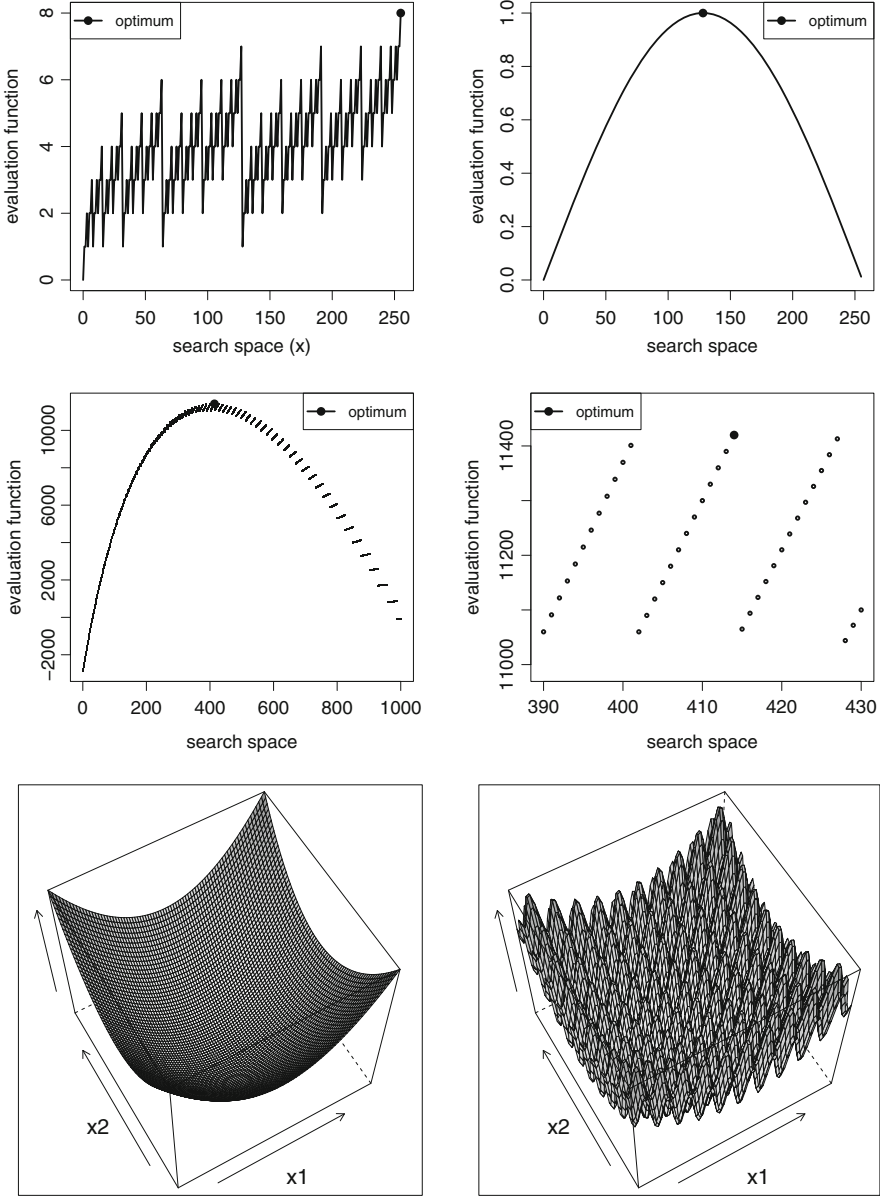 optimum
evaluation function
0 2 4 6 8
0 50 100 150 200 250
search space (x)
optimum
evaluation function
0.0 0.2 0.4 0.6 0.8 1.0
0 50 100 150 200 250
search space
optimum
evaluation function
−2000 2000 6000 10000
0 200 400 600 800 1000
search space
optimum
evaluation function
11000 11200 11400
390 400 410 420 430
search space
x2
x1
x2
x1